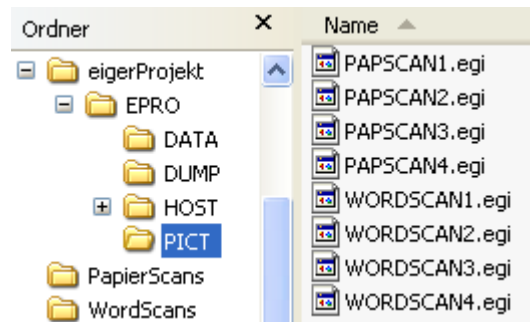 Ordner
eigerProjekt
EPRO
DATA
DUMP
HOST
PICT
PapierScans
WordScans
Name
PAPSCAN1.egi
PAPSCAN2.egi
PAPSCAN3.egi
PAPSCAN4.egi
WORDSCAN1.egi
WORDSCAN2.egi
WORDSCAN3.egi
WORDSCAN4.egi